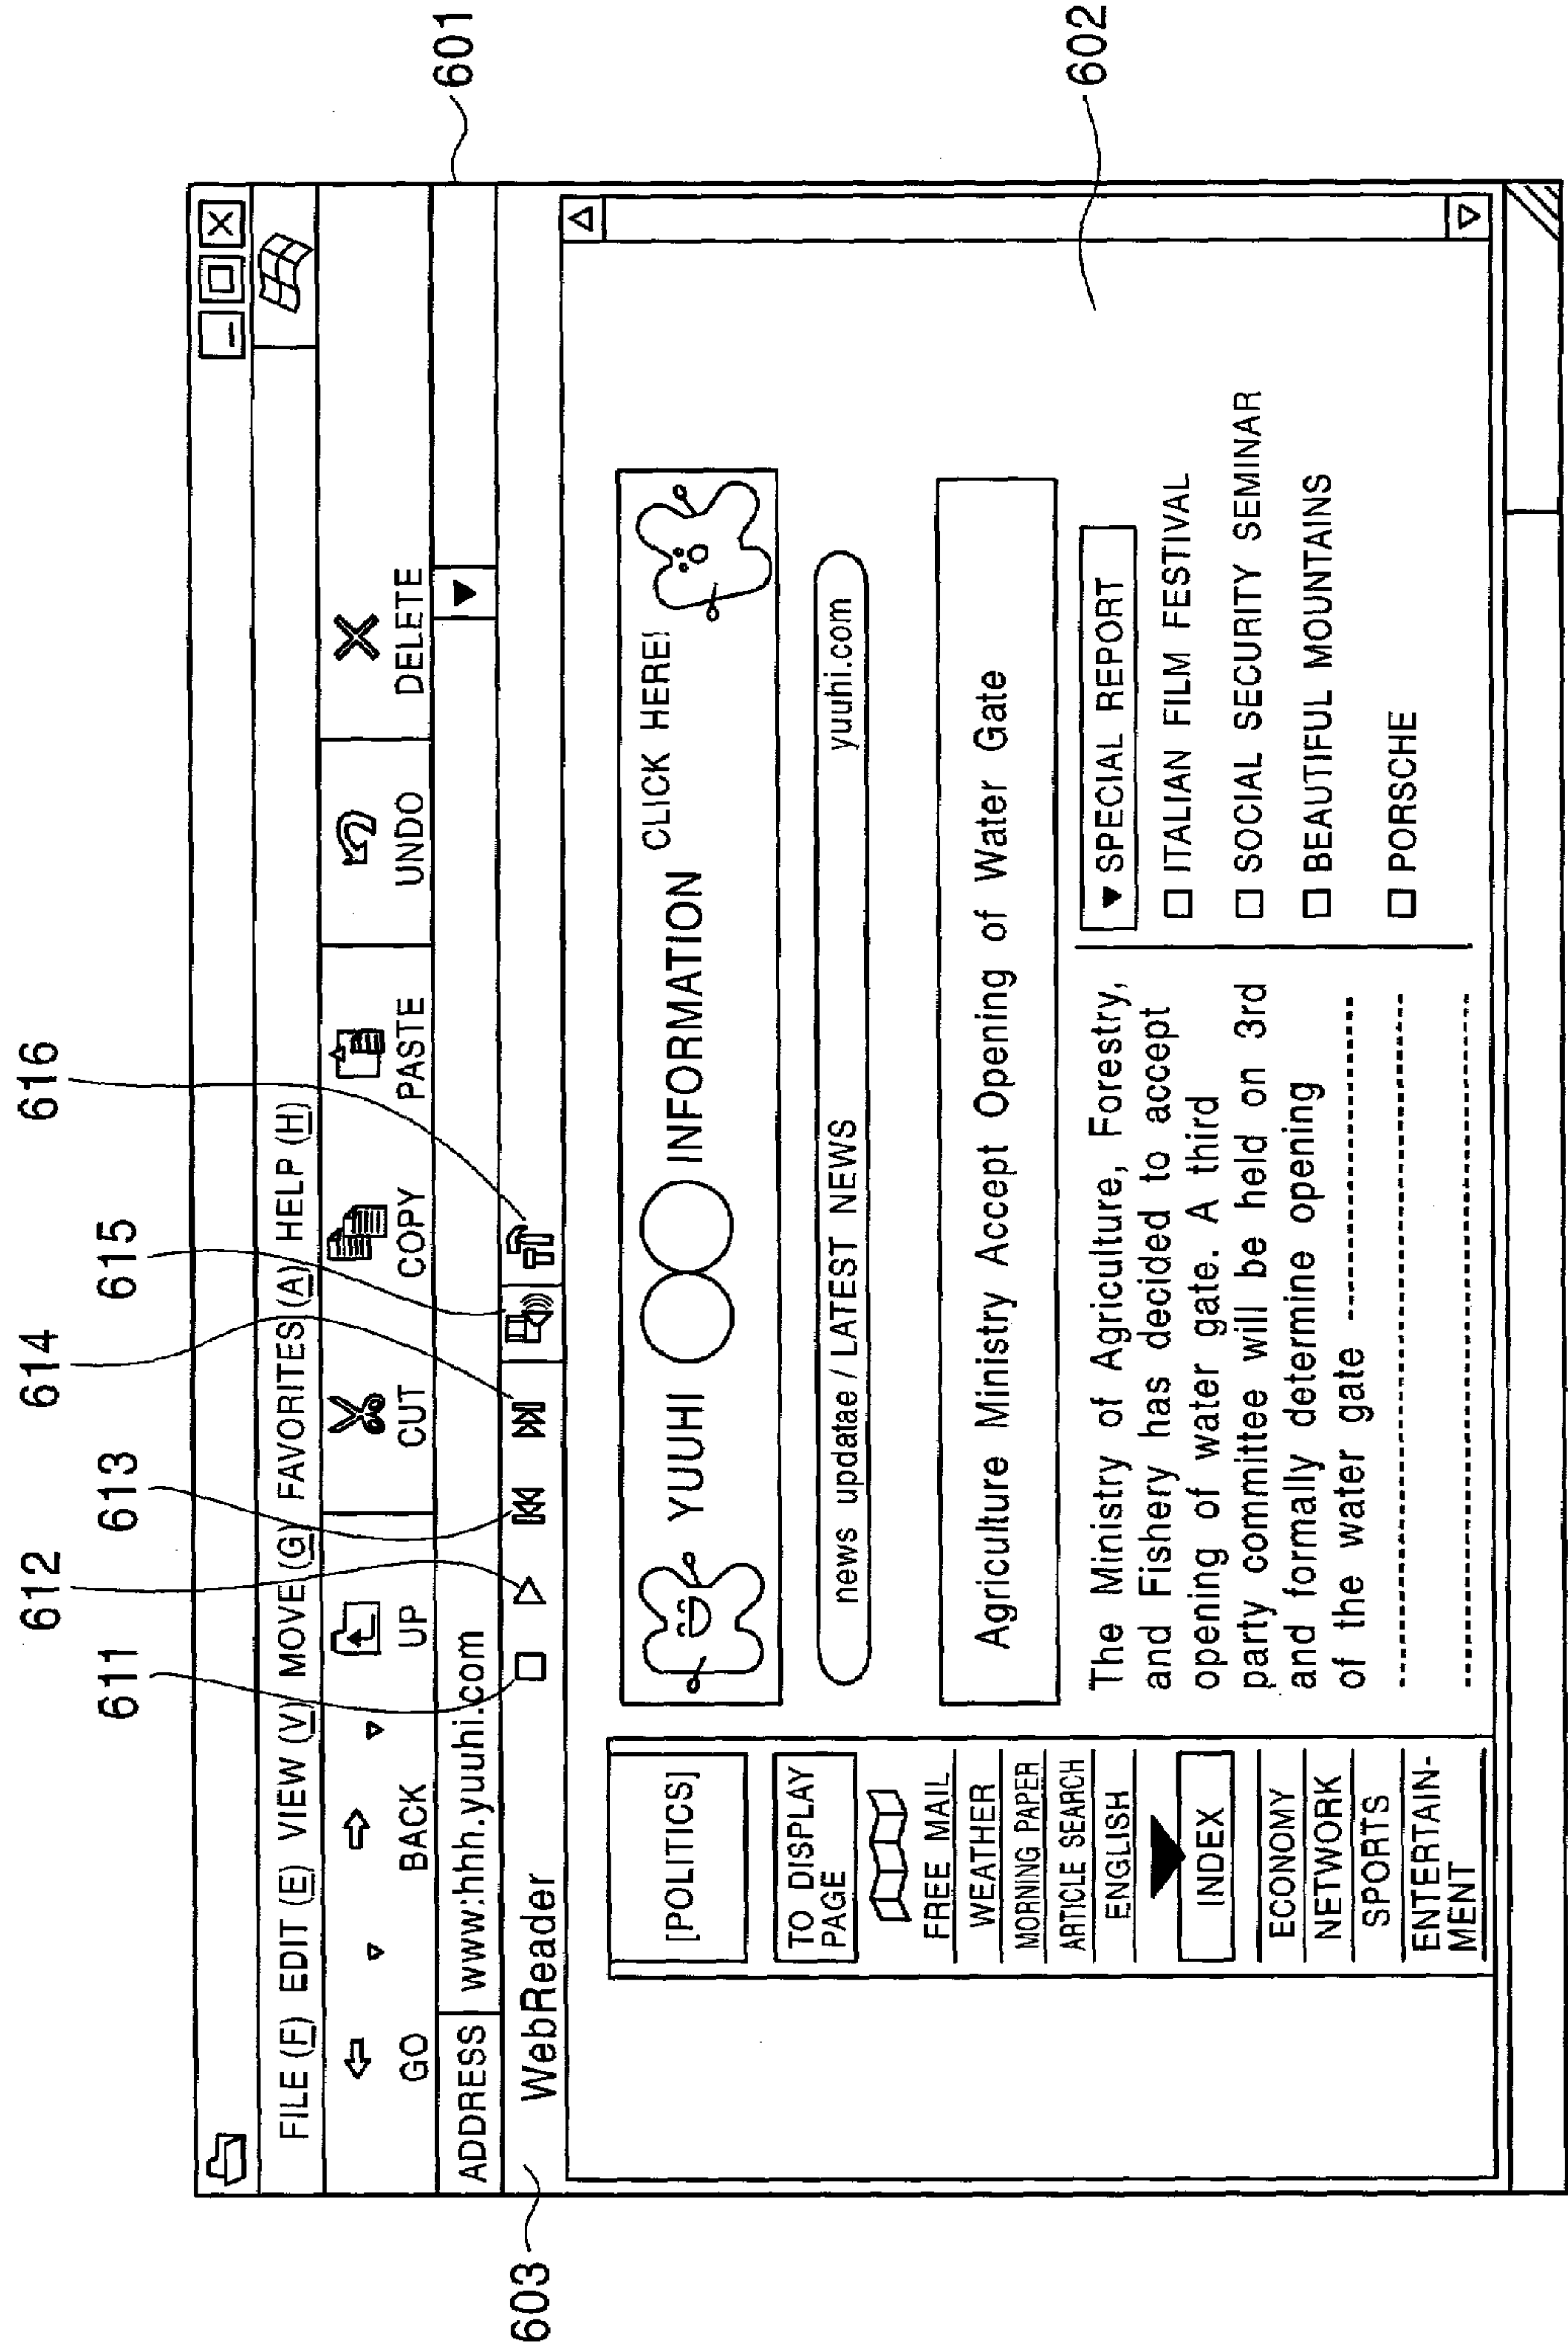 611
612
613
614
615
616
601
602
603
FILE (F) EDIT (E) VIEW (V) MOVE (G) FAVORITES (A) HELP (H)
GO
BACK
UP
CUT
COPY
PASTE
UNDO
DELETE
ADDRESS www:hhh.yuuhi.com
WebReader
[POLITICS]
TO DISPLAY
PAGE
FREE MAIL
WEATHER
MORNING PAPER
ARTICLE SEARCH
ENGLISH
INDEX
ECONOMY
NETWORK
SPORTS
ENTERTAIN-
MENT
YUUHI INFORMATION CLICK HERE!
news updatae / LATEST NEWS yuuhi.com
Agriculture Ministry Accept Opening of Water Gate
The Ministry of Agriculture, Forestry,
and Fishery has decided to accept
opening of water gate. A third
party committee will be held on 3rd
and formally determine opening
of the water gate
▼ SPECIAL REPORT
ITALIAN FILM FESTIVAL
SOCIAL SECURITY SEMINAR
BEAUTIFUL MOUNTAINS
PORSCHE